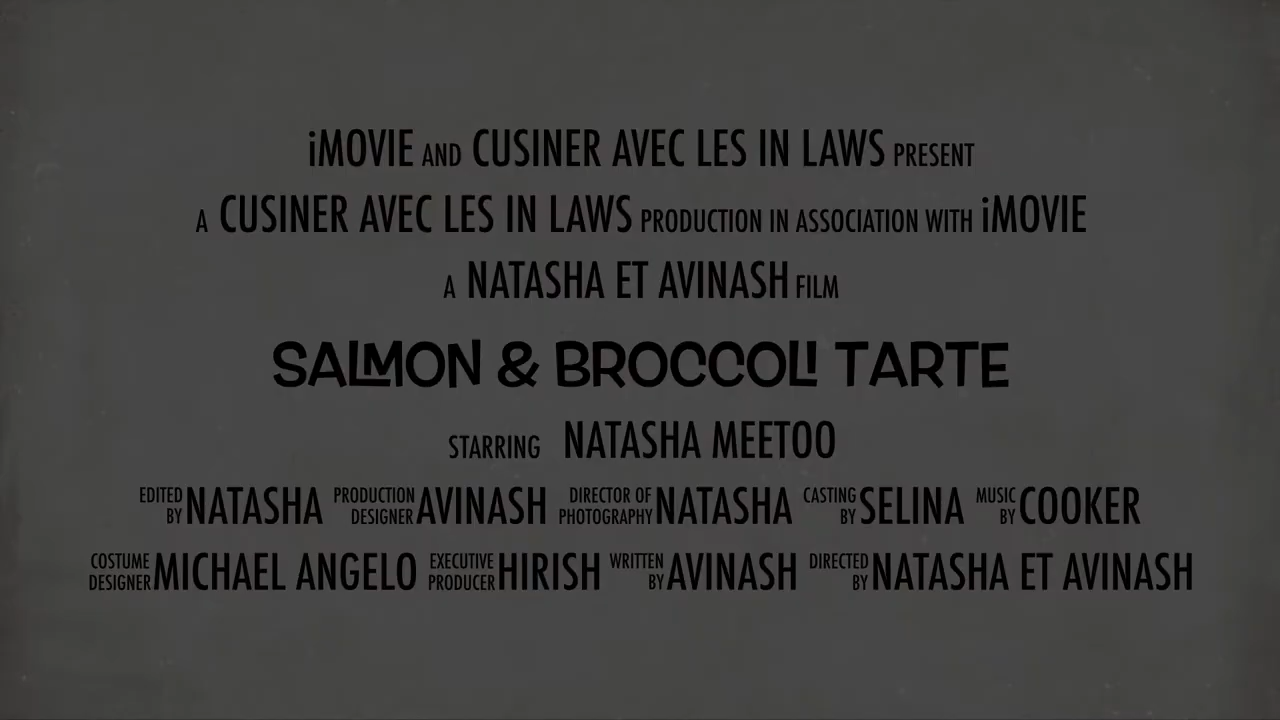 iMOVIE AND CUSINER AVEC LES IN LAWS PRESENT
A CUSINER AVEC LES IN LAWS PRODUCTION IN ASSOCIATION WITH iMOVIE
A NATASHA ET AVINASH FILM
SALMON & BROCCOLI TARTE
STARRING NATASHA MEETOO
EDITED BY NATASHA PRODUCTION DESIGNER AVINASH DIRECTOR OF PHOTOGRAPHY NATASHA CASTING BY SELINA MUSIC BY COOKER
COSTUME DESIGNER MICHAEL ANGELO EXECUTIVE PRODUCER HIRISH WRITTEN BY AVINASH DIRECTED BY NATASHA ET AVINASH